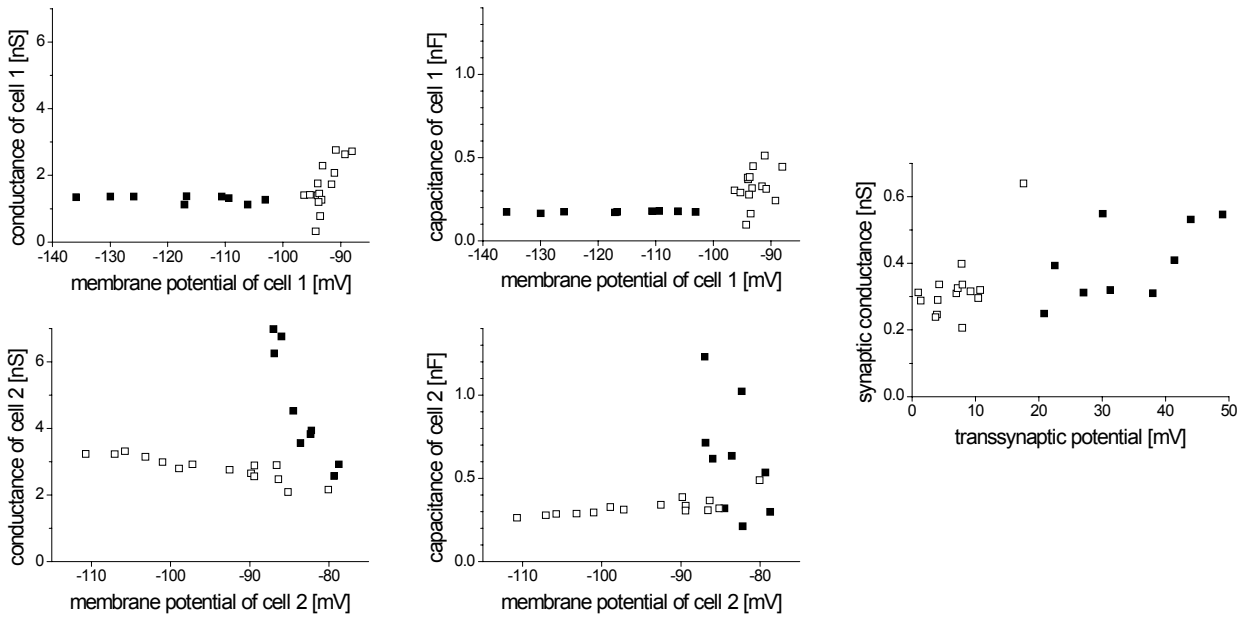 conductance of cell 1 [nS]
6
4
2
0
-140 -130 -120 -110 -100 -90
membrane potential of cell 1 [mV]
capacitance of cell 1 [nF]
1.0
0.5
0.0
-140 -130 -120 -110 -100 -90
membrane potential of cell 1 [mV]
synaptic conductance [nS]
0.6
0.4
0.2
0.0
0 10 20 30 40 50
transsynaptic potential [mV]
conductance of cell 2 [nS]
6
4
2
0
-110 -100 -90 -80
membrane potential of cell 2 [mV]
capacitance of cell 2 [nF]
1.0
0.5
0.0
-110 -100 -90 -80
membrane potential of cell 2 [mV]